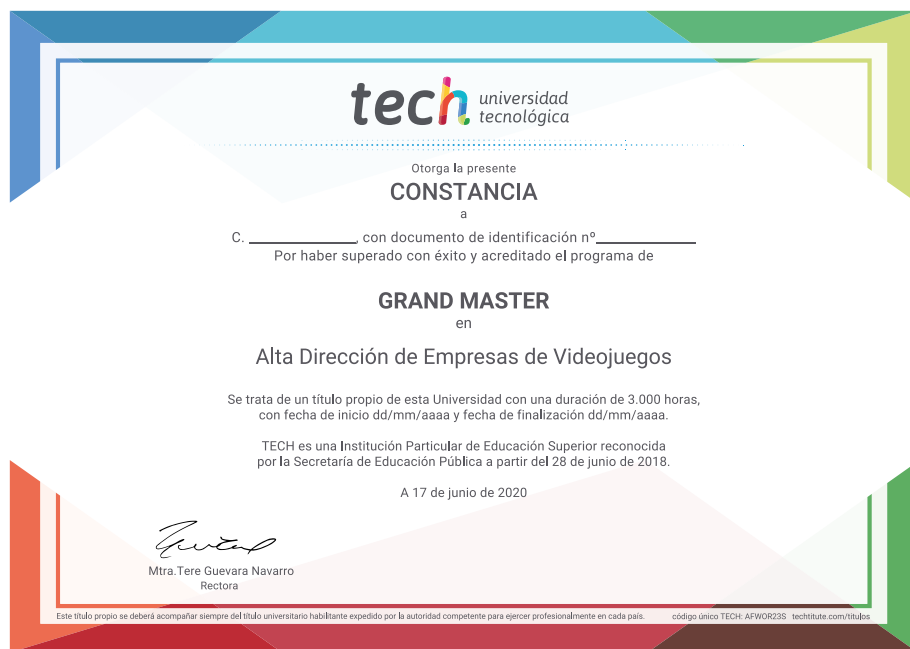 tech universidad
tecnológica
Otorga la presente
CONSTANCIA
a
C. ____________, con documento de identificación nº___________
Por haber superado con éxito y acreditado el programa de
GRAND MASTER
en
Alta Dirección de Empresas de Videojuegos
Se trata de un título propio de esta Universidad con una duración de 3.000 horas,
con fecha de inicio dd/mm/aaaa y fecha de finalización dd/mm/aaaa.
TECH es una Institución Particular de Educación Superior reconocida
por la Secretaría de Educación Pública a partir del 28 de junio de 2018.
A 17 de junio de 2020
Mtra.Tere Guevara Navarro
Rectora
Este título propio se deberá acompañar siempre del título universitario habilitante expedido por la autoridad competente para ejercer profesionalmente en cada país. código único TECH: AFWOR23S techtitute.com/titulos